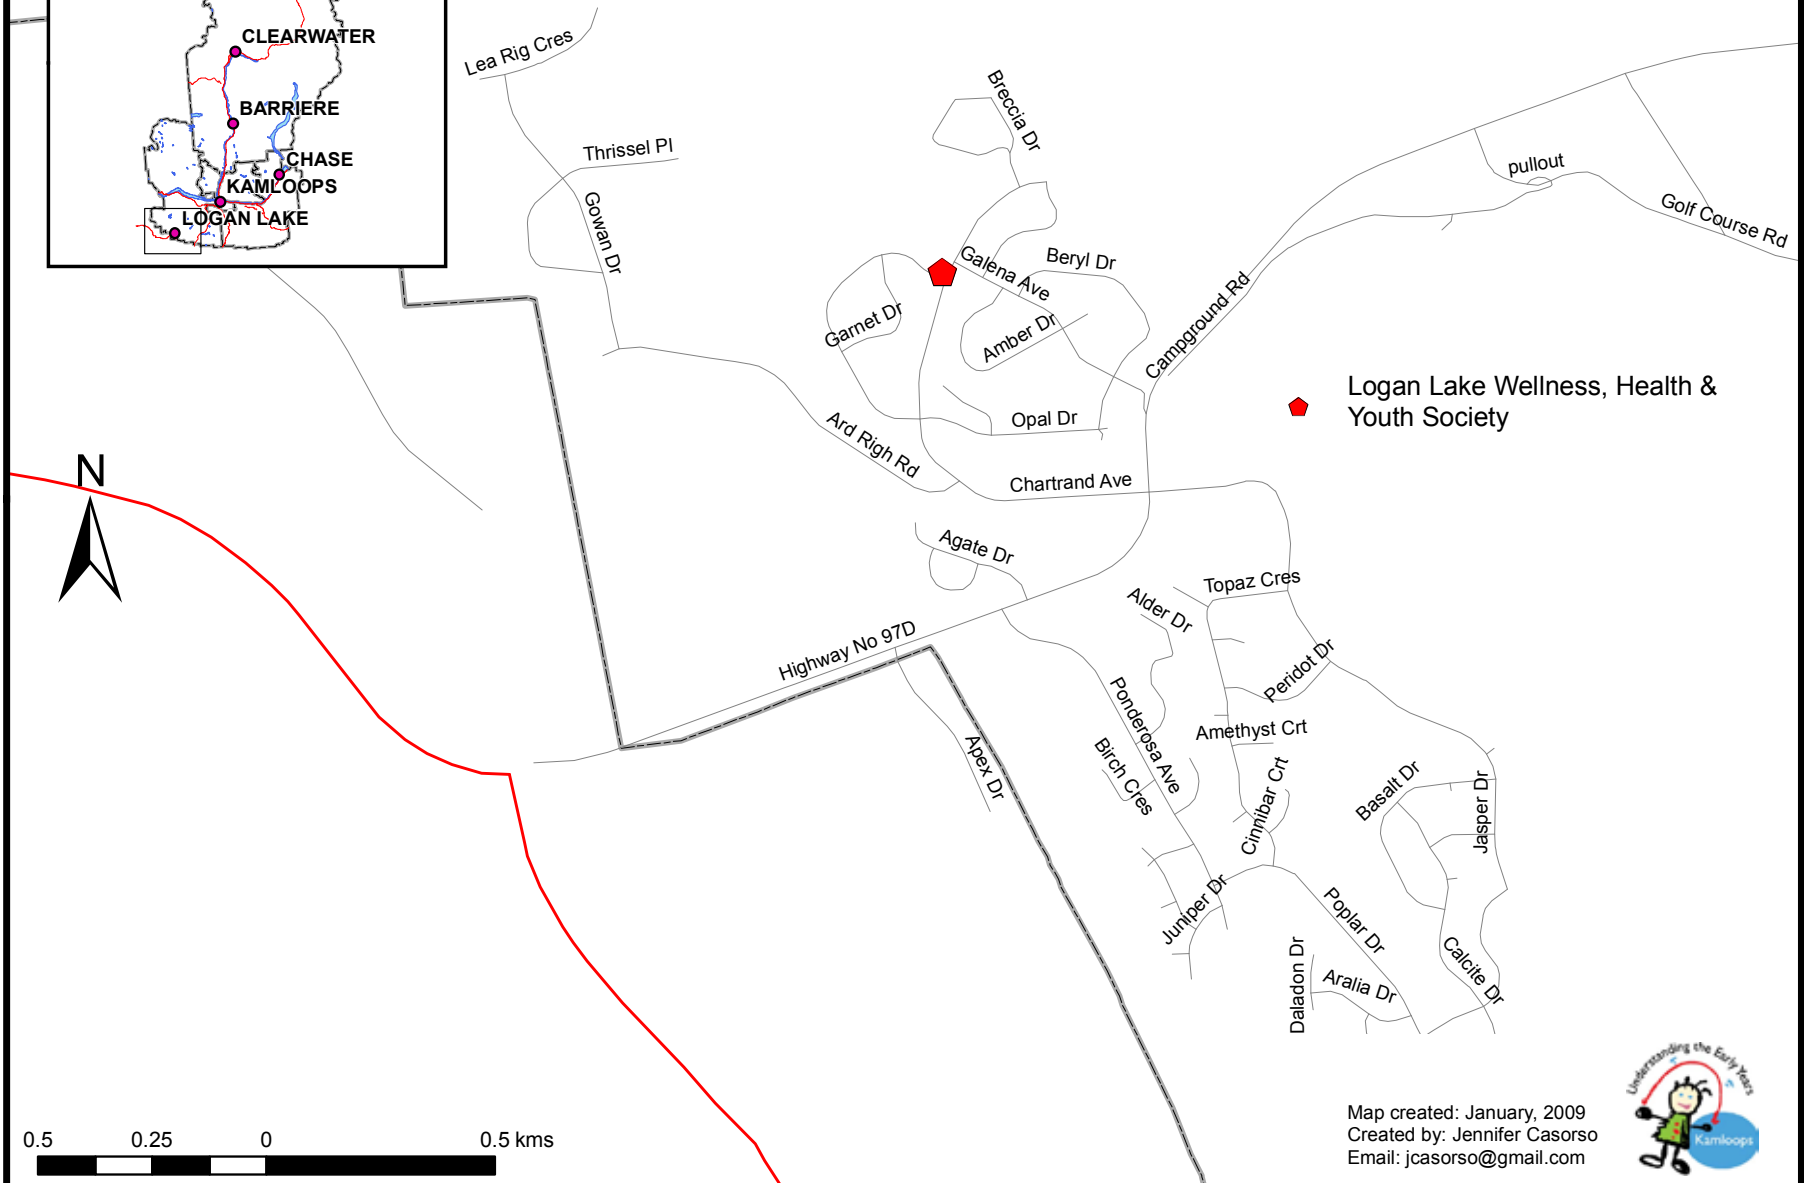 CLEARWATER
BARRIERE
CHASE
KAMLOOPS
LOGAN LAKE
Lea Rig Cres
Thrissel Pl
Gowan Dr
Breccia Dr
pullout
Golf Course Rd
Galena Ave
Beryl Dr
Garnet Dr
Amber Dr
Campground Rd
Logan Lake Wellness, Health &
Youth Society
Opal Dr
Ard Righ Rd
Chartrand Ave
N
Agate Dr
Topaz Cres
Alder Dr
Highway No 97D
Peridot Dr
Ponderosa Ave
Amethyst Crt
Apex Dr
Birch Cres
Cinnibar Crt
Basalt Dr
Jasper Dr
Juniper Dr
Poplar Dr
Daladon Dr
Aralia Dr
Calcite Dr
Understanding the Early Years
Kamloops
Map created: January, 2009
Created by: Jennifer Casorso
Email: jcasorso@gmail.com
0.5 0.25 0 0.5 kms